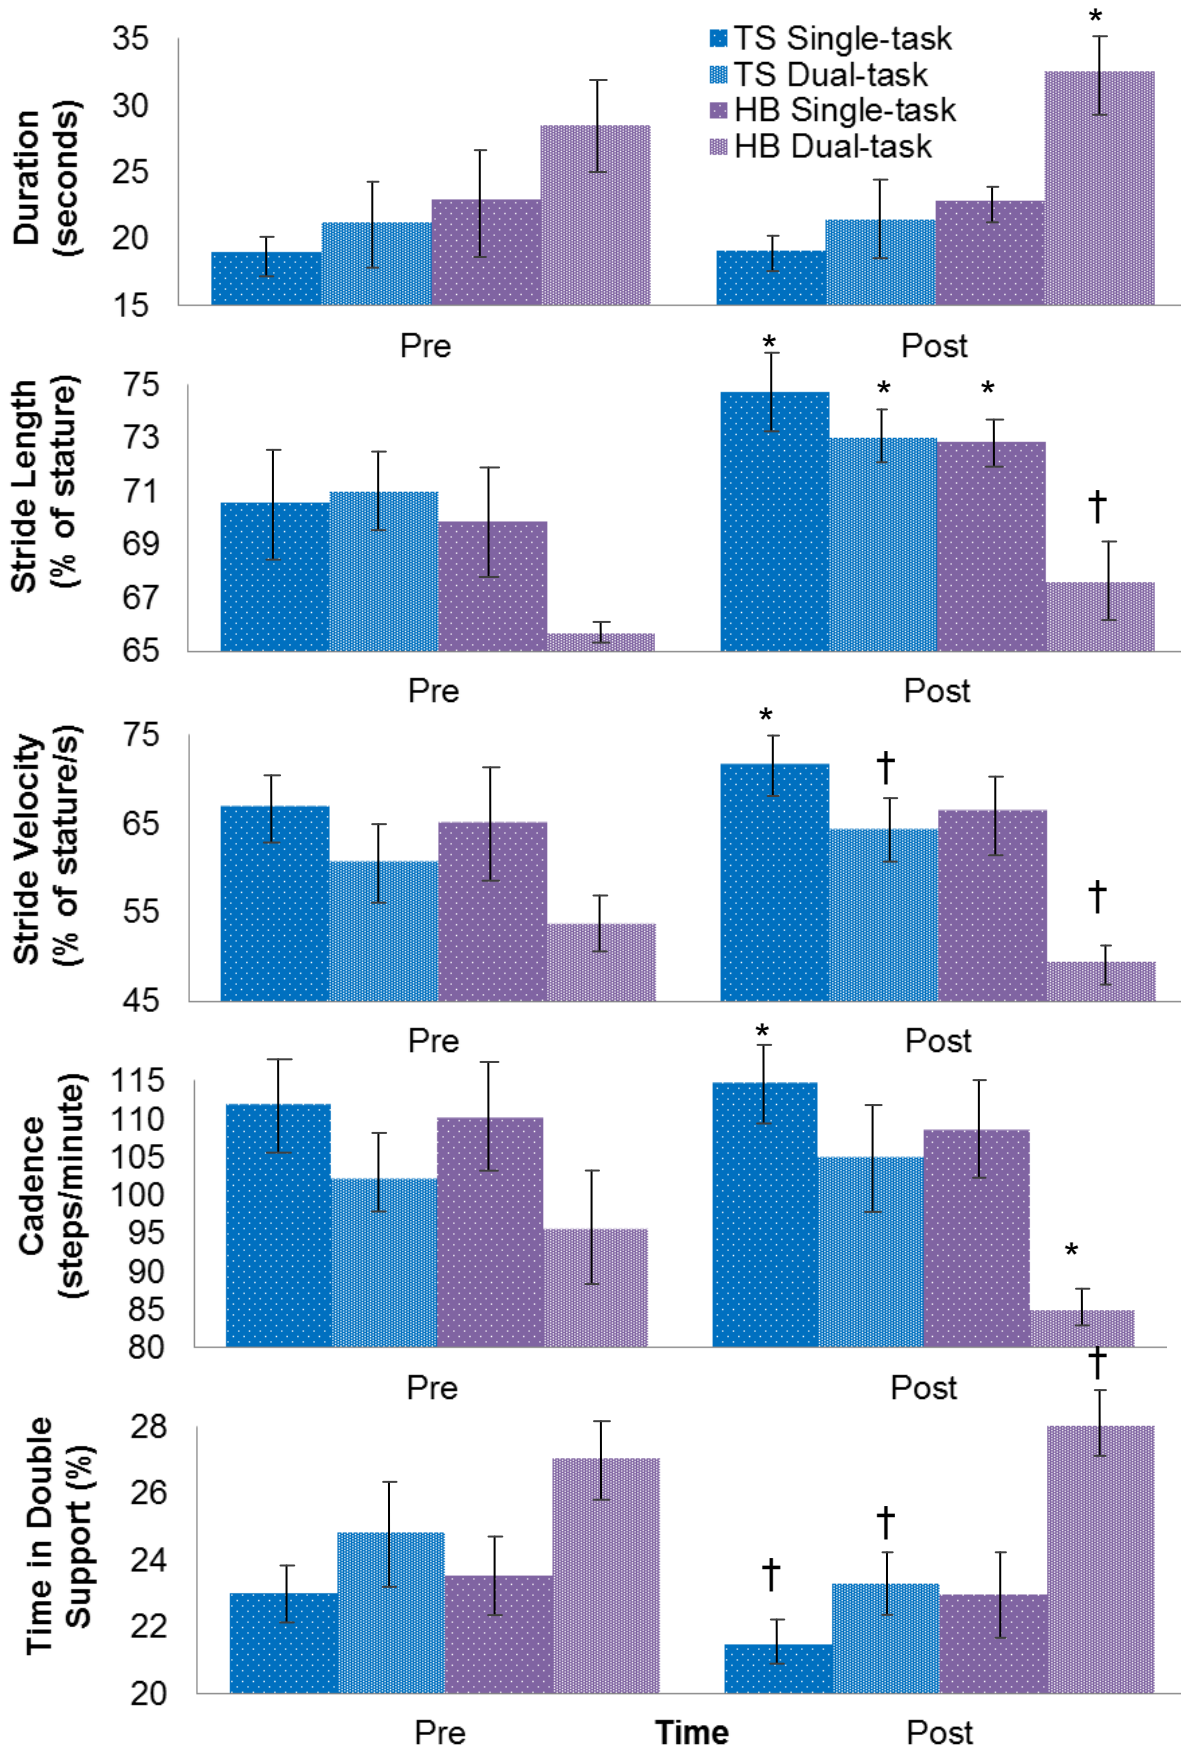 TS Single-task
TS Dual-task
HB Single-task
HB Dual-task
*
Duration
(seconds)
35
30
25
20
15
Pre
Post
Stride Length
(% of stature)
75
73
71
69
67
65
*
*
*
†
Pre
Post
Stride Velocity
(% of stature/s)
75
65
55
45
*
†
†
Pre
Post
Cadence
(steps/minute)
115
110
105
100
95
90
85
80
*
*
Pre
Post
Time in Double
Support (%)
28
26
24
22
20
†
†
†
Pre
Time
Post